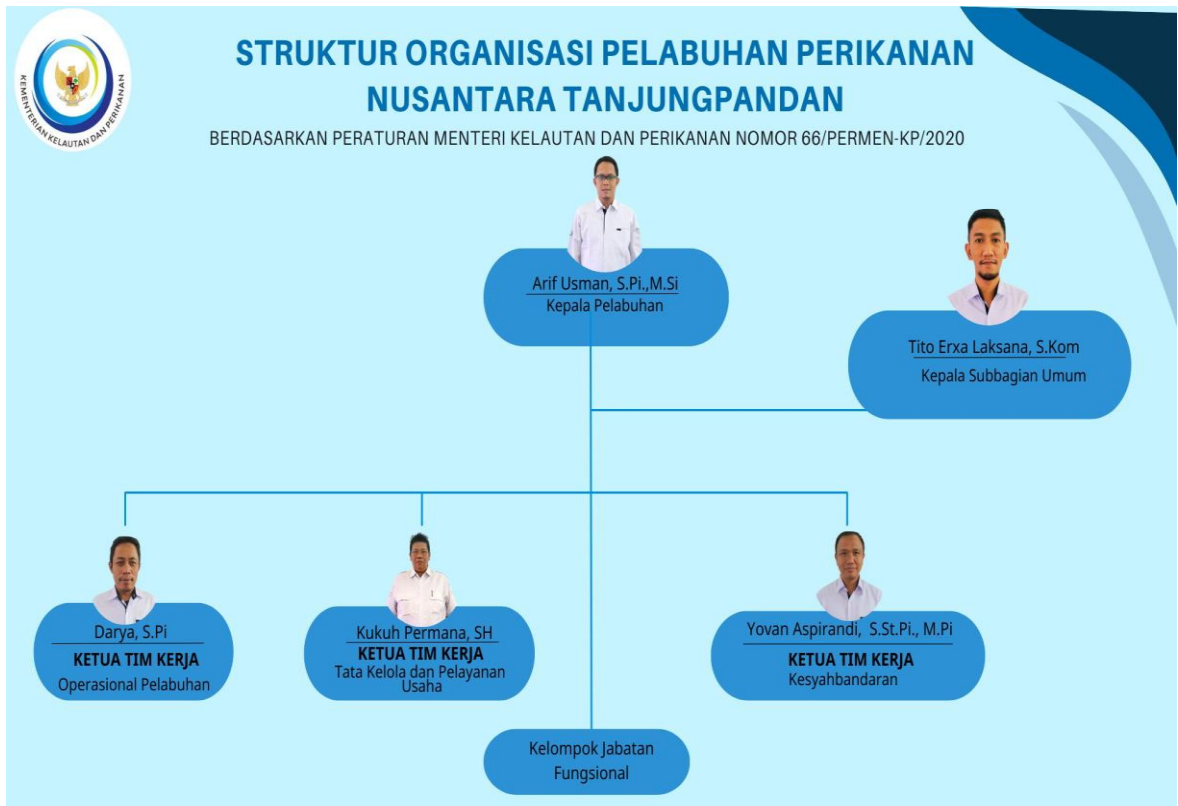 KEMENTERIAN KELAUTAN DAN PERIKANAN
STRUKTUR ORGANISASI PELABUHAN PERIKANAN
NUSANTARA TANJUNGPANDAN
BERDASARKAN PERATURAN MENTERI KELAUTAN DAN PERIKANAN NOMOR 66/PERMEN-KP/2020
Arif Usman, S.Pi.,M.Si
Kepala Pelabuhan
Tito Erxa Laksana, S.Kom
Kepala Subbagian Umum
Darya, S.Pi
KETUA TIM KERJA
Operasional Pelabuhan
Kukuh Permana, SH
KETUA TIM KERJA
Tata Kelola dan Pelayanan
Usaha
Yovan Aspirandi, S.St.Pi., M.Pi
KETUA TIM KERJA
Kesyahbandaran
Kelompok Jabatan
Fungsional